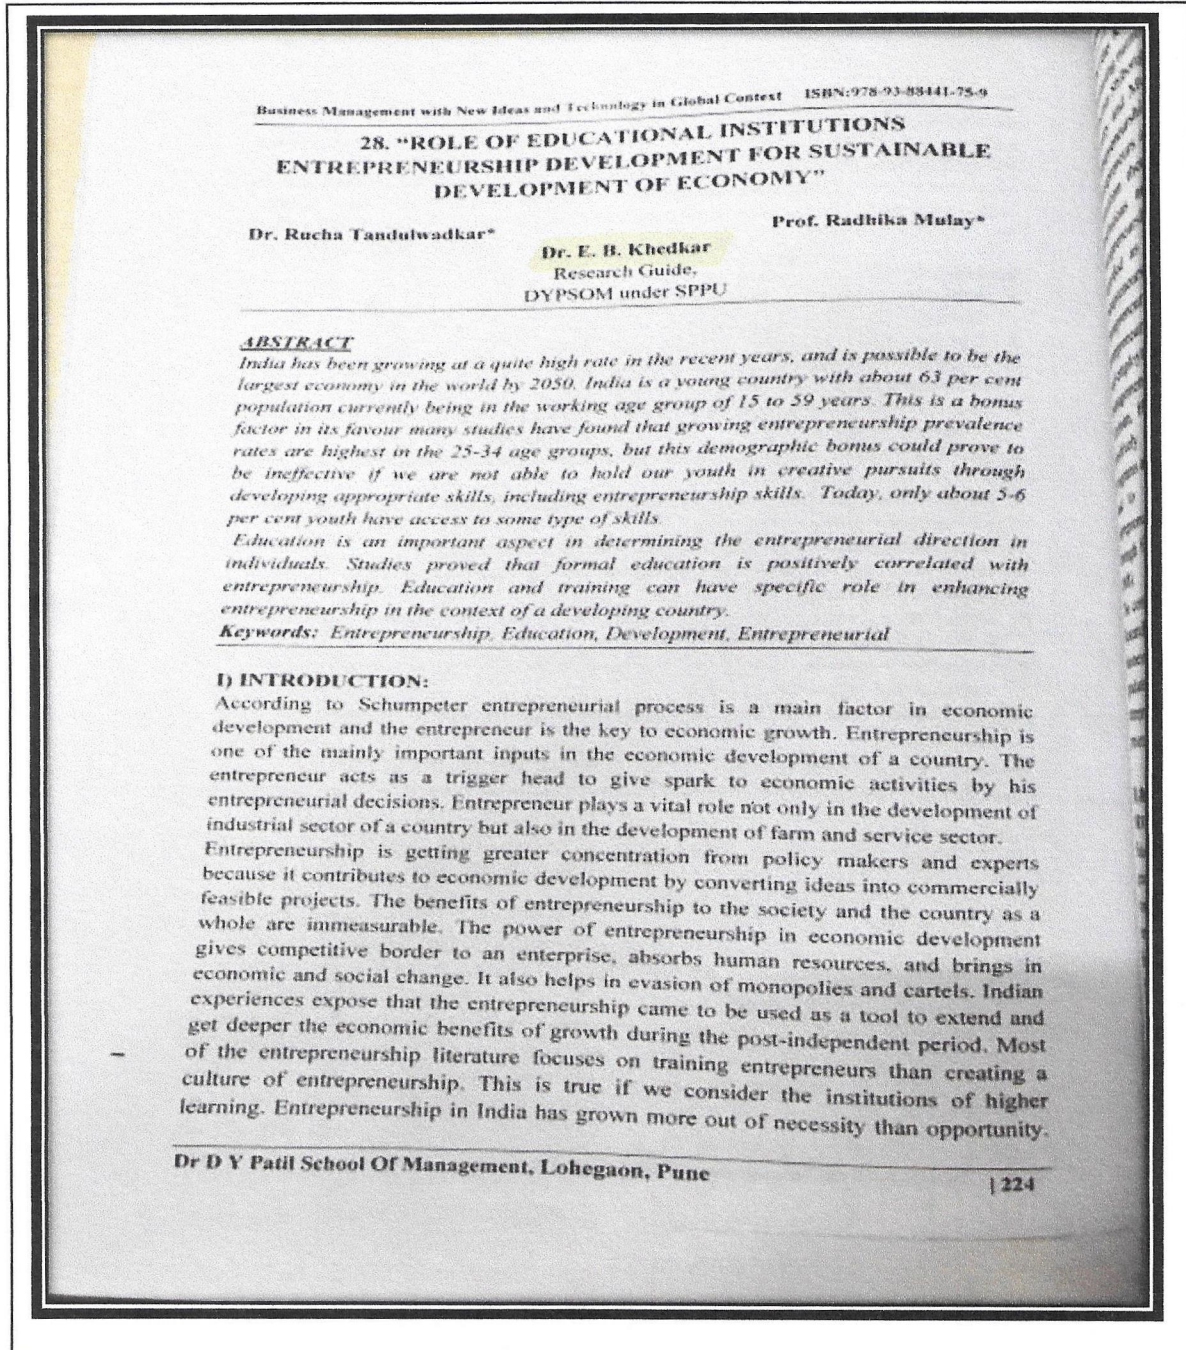 Business Management with New Ideas and Technology in Global Context ISBN:978-93-88441-75-9
28. “ROLE OF EDUCATIONAL INSTITUTIONS
ENTREPRENEURSHIP DEVELOPMENT FOR SUSTAINABLE
DEVELOPMENT OF ECONOMY”
Dr. Rucha Tandulwadkar* Prof. Radhika Mulay*
Dr. E. B. Khedkar
Research Guide,
DYPSOM under SPPU
ABSTRACT
India has been growing at a quite high rate in the recent years, and is possible to be the
largest economy in the world by 2050. India is a young country with about 63 per cent
population currently being in the working age group of 15 to 59 years. This is a bonus
factor in its favour many studies have found that growing entrepreneurship prevalence
rates are highest in the 25-34 age groups, but this demographic bonus could prove to
be ineffective if we are not able to hold our youth in creative pursuits through
developing appropriate skills, including entrepreneurship skills. Today, only about 5-6
per cent youth have access to some type of skills.
Education is an important aspect in determining the entrepreneurial direction in
individuals. Studies proved that formal education is positively correlated with
entrepreneurship. Education and training can have specific role in enhancing
entrepreneurship in the context of a developing country.
Keywords: Entrepreneurship, Education, Development, Entrepreneurial
I) INTRODUCTION:
According to Schumpeter entrepreneurial process is a main factor in economic
development and the entrepreneur is the key to economic growth. Entrepreneurship is
one of the mainly important inputs in the economic development of a country. The
entrepreneur acts as a trigger head to give spark to economic activities by his
entrepreneurial decisions. Entrepreneur plays a vital role not only in the development of
industrial sector of a country but also in the development of farm and service sector.
Entrepreneurship is getting greater concentration from policy makers and experts
because it contributes to economic development by converting ideas into commercially
feasible projects. The benefits of entrepreneurship to the society and the country as a
whole are immeasurable. The power of entrepreneurship in economic development
gives competitive border to an enterprise, absorbs human resources, and brings in
economic and social change. It also helps in evasion of monopolies and cartels. Indian
experiences expose that the entrepreneurship came to be used as a tool to extend and
get deeper the economic benefits of growth during the post-independent period. Most
of the entrepreneurship literature focuses on training entrepreneurs than creating a
culture of entrepreneurship. This is true if we consider the institutions of higher
learning. Entrepreneurship in India has grown more out of necessity than opportunity.
Dr D Y Patil School Of Management, Lohegaon, Pune
| 224